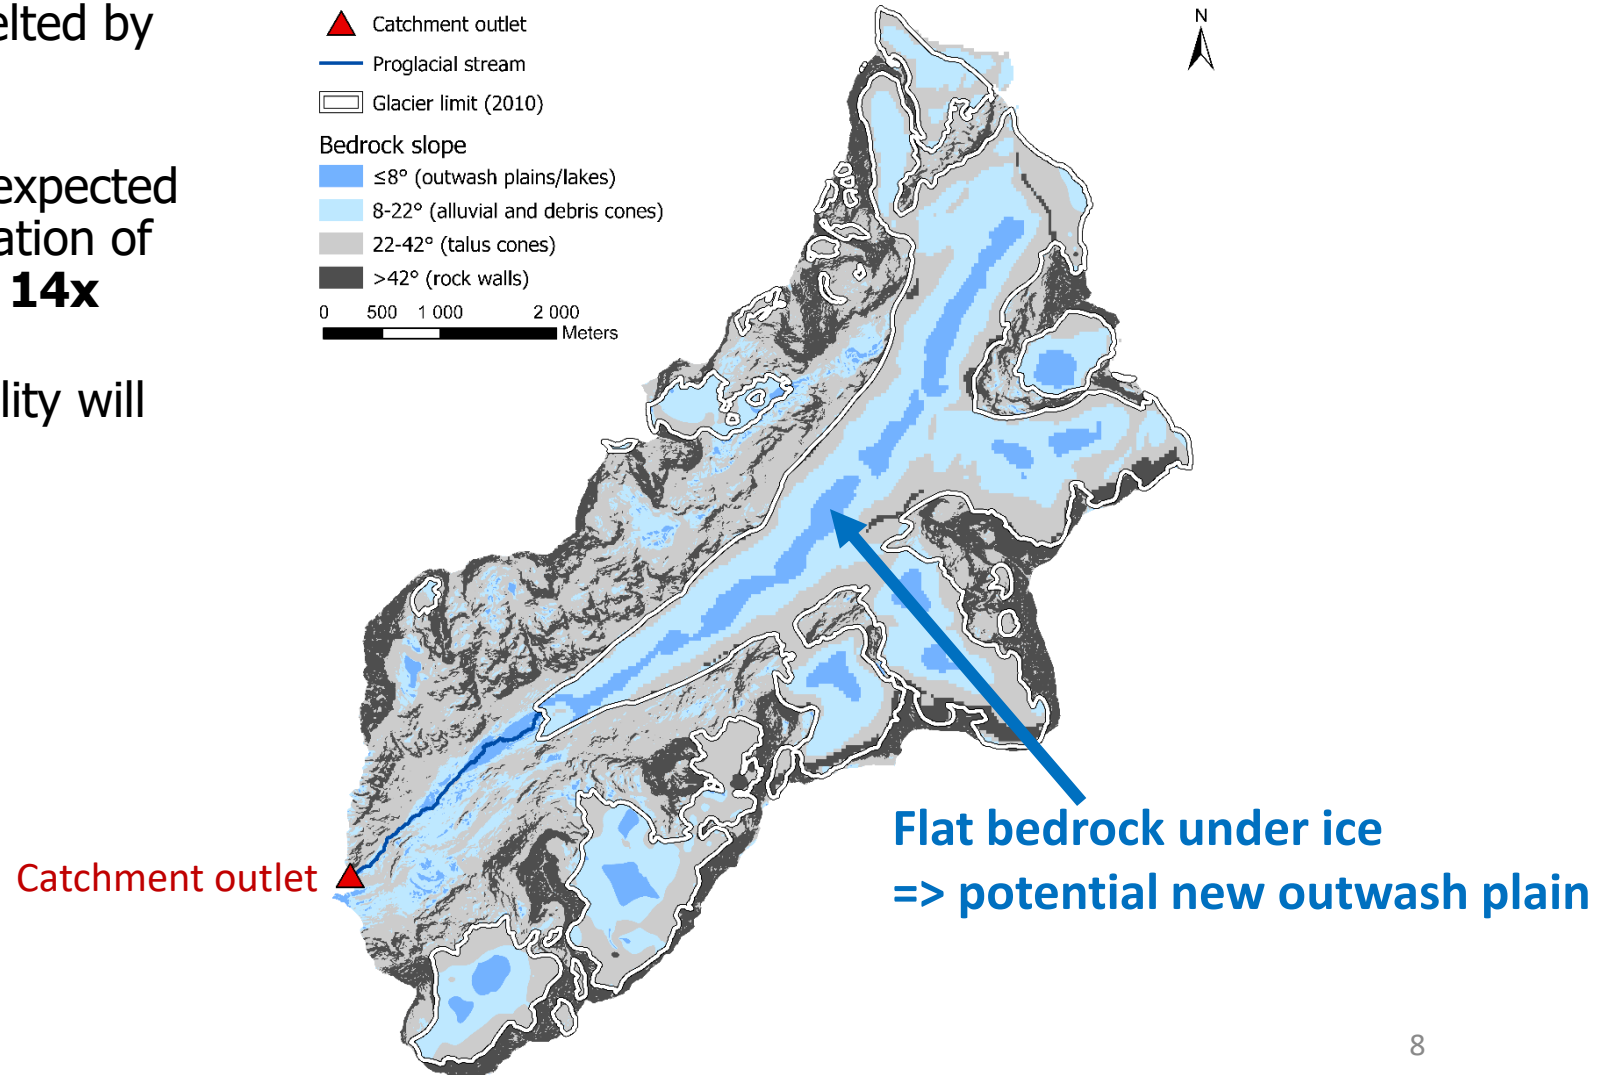 elted by
expected
ation of
14x
lity will
Catchment outlet
Proglacial stream
Glacier limit (2010)
Bedrock slope
≤8° (outwash plains/lakes)
8-22° (alluvial and debris cones)
22-42° (talus cones)
>42° (rock walls)
0 500 1 000 2 000
Meters
N
Catchment outlet
Flat bedrock under ice
=> potential new outwash plain
8